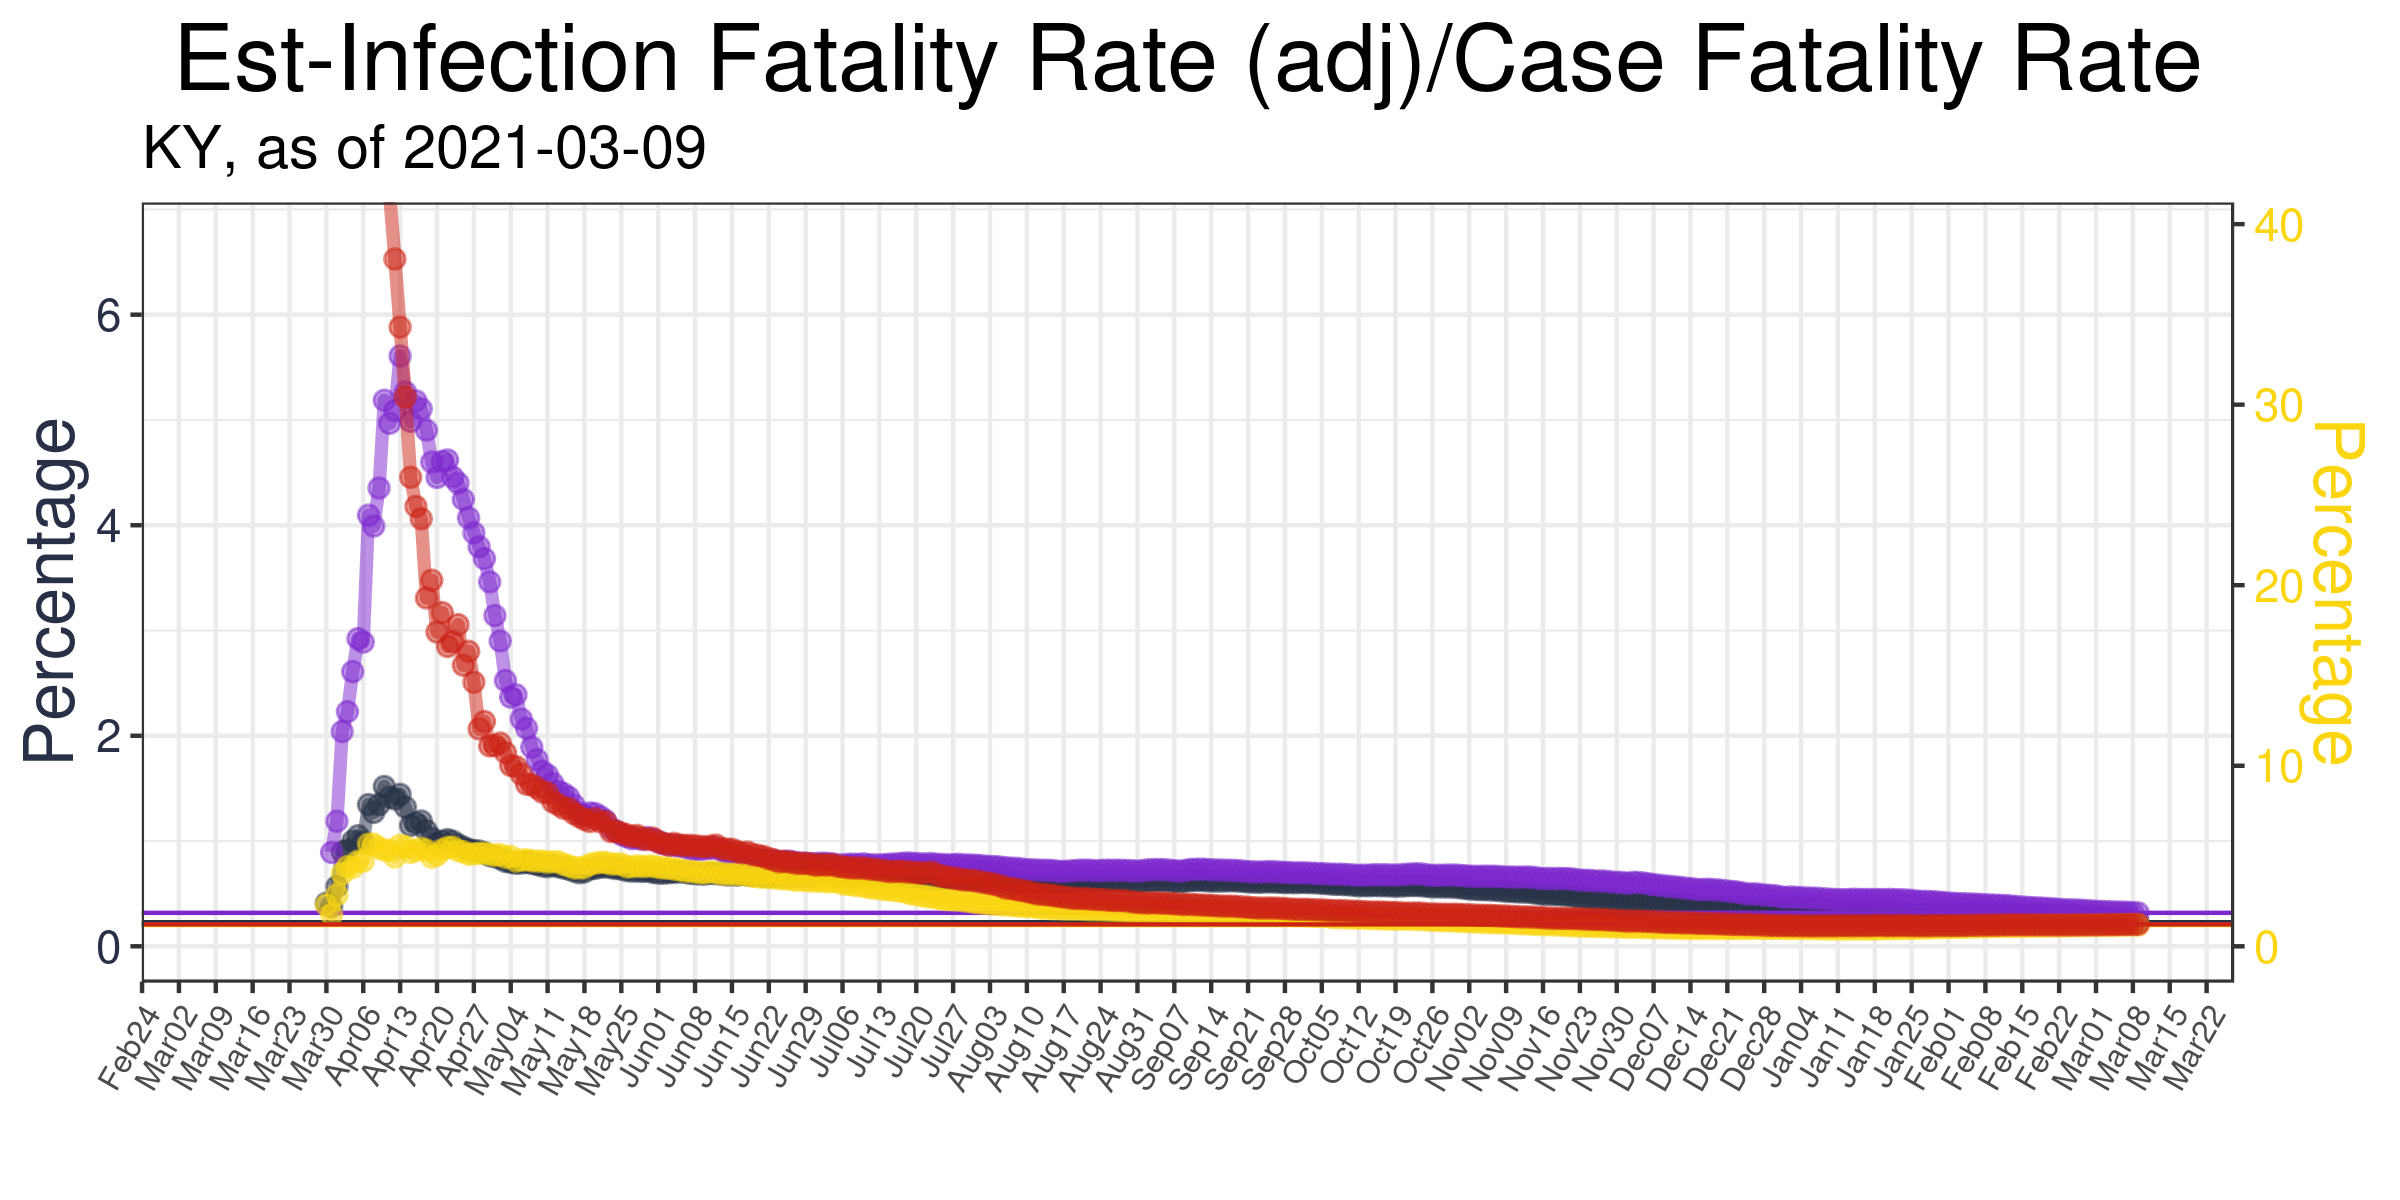 Est-Infection Fatality Rate (adj)/Case Fatality Rate
KY, as of 2021-03-09
Percentage
6
4
2
0
40
30
20
10
0
Percentage
Feb24
Mar02
Mar09
Mar16
Mar23
Mar30
Apr06
Apr13
Apr20
Apr27
May04
May11
May18
May25
Jun01
Jun08
Jun15
Jun22
Jun29
Jul06
Jul13
Jul20
Jul27
Aug03
Aug10
Aug17
Aug24
Aug31
Sep07
Sep14
Sep21
Sep28
Oct05
Oct12
Oct19
Oct26
Nov02
Nov09
Nov16
Nov23
Nov30
Dec07
Dec14
Dec21
Dec28
Jan04
Jan11
Jan18
Jan25
Feb01
Feb08
Feb15
Feb22
Mar01
Mar08
Mar15
Mar22